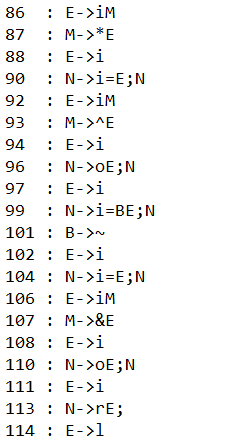 86  : E->iM
87  : M->*E
88  : E->i
90  : N->i=E;N
92  : E->iM
93  : M->^E
94  : E->i
96  : N->oE;N
97  : E->i
99  : N->i=BE;N
101 : B->~
102 : E->i
104 : N->i=E;N
106 : E->iM
107 : M->&E
108 : E->i
110 : N->oE;N
111 : E->i
113 : N->rE;
114 : E->l